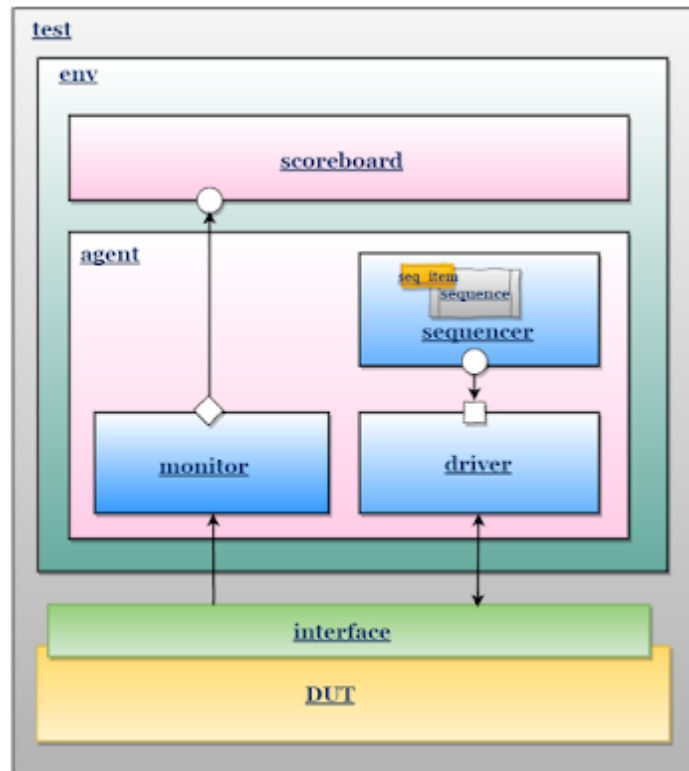 test
env
scoreboard
agent
seq_item
sequence
sequencer
monitor
driver
interface
DUT